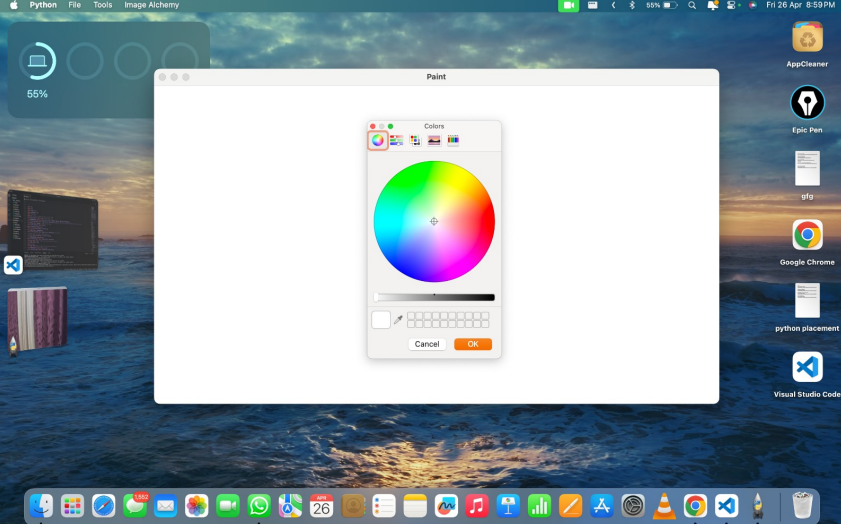 Python File Tools Image Alchemy
55% Fri 26 Apr 8:59 PM
55%
Paint
Colors
Cancel OK
AppCleaner
Epic Pen
gfg
Google Chrome
python placement
Visual Studio Code
1,552
APR
26